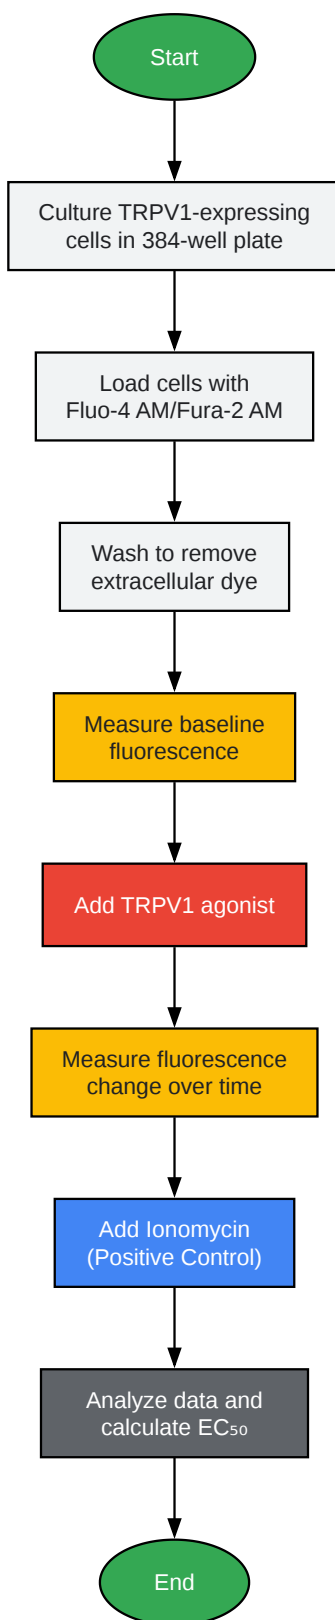 Start
Culture TRPV1-expressing
cells in 384-well plate
Load cells with
Fluo-4 AM/Fura-2 AM
Wash to remove
extracellular dye
Measure baseline
fluorescence
Add TRPV1 agonist
Measure fluorescence
change over time
Add Ionomycin
(Positive Control)
Analyze data and
calculate EC₅₀
End